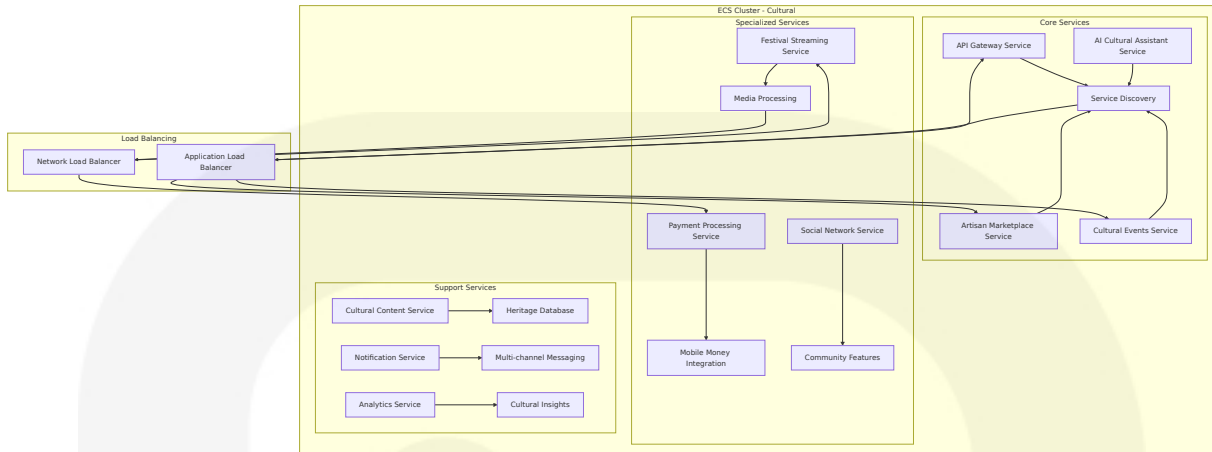 ECS Cluster - Cultural
Specialized Services
Core Services
Festival Streaming
Service
API Gateway Service
AI Cultural Assistant
Service
Media Processing
Service Discovery
Load Balancing
Network Load Balancer
Application Load
Balancer
Payment Processing
Service
Social Network Service
Artisan Marketplace
Service
Cultural Events Service
Support Services
Cultural Content Service
Heritage Database
Notification Service
Multi-channel Messaging
Mobile Money
Integration
Community Features
Analytics Service
Cultural Insights